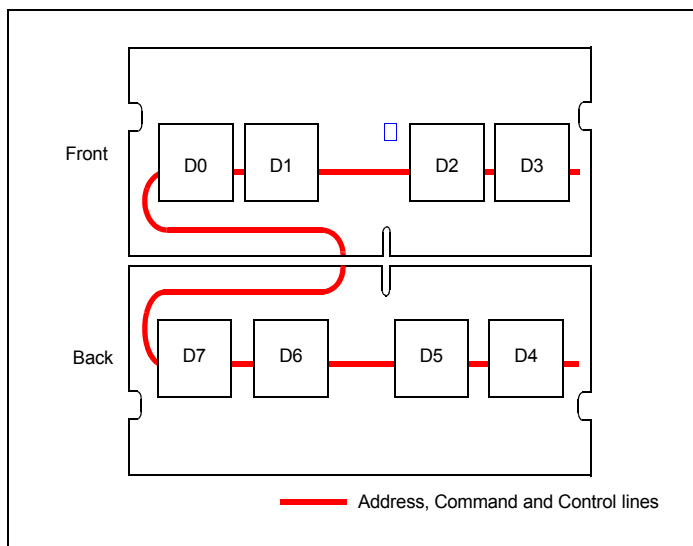 Front
D0 D1 D2 D3
Back
D7 D6 D5 D4
Address, Command and Control lines